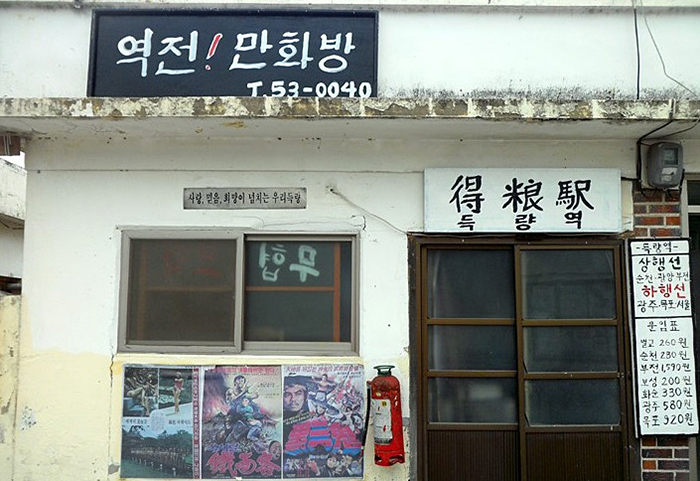 역전! 만화방
T.53-0040
사랑, 믿음, 희망이 넘치는 우리득량
得粮駅
득량역
무협
-득량역-
상행선
순천·광양·부전
하행선
광주·목포·서울
운임표
벌교 260원
순천 280원
부전 1,590원
보성 200원
화순 330원
광주 580원
목포 920원